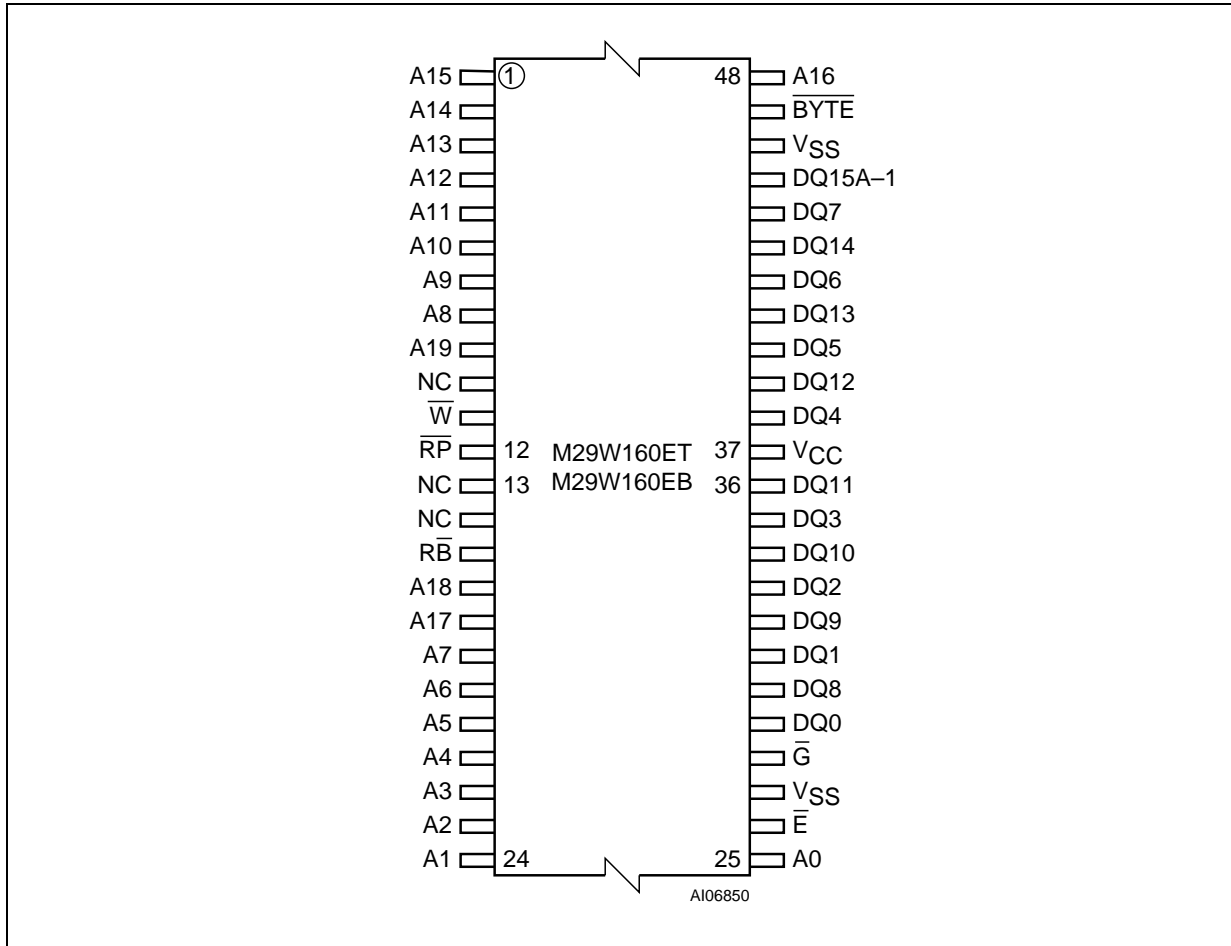 A15 1 48 A16
A14 B̅Y̅T̅E̅
A13 VSS
A12 DQ15A–1
A11 DQ7
A10 DQ14
A9 DQ6
A8 DQ13
A19 DQ5
NC DQ12
W̅ DQ4
R̅P̅ 12 M29W160ET 37 VCC
NC 13 M29W160EB 36 DQ11
NC DQ3
RB̅ DQ10
A18 DQ2
A17 DQ9
A7 DQ1
A6 DQ8
A5 DQ0
A4 G̅
A3 VSS
A2 E̅
A1 24 25 A0
AI06850